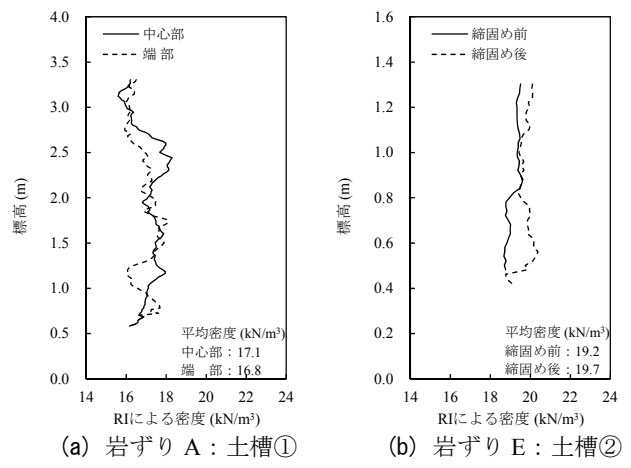 中心部
端 部
4.0
3.5
3.0
2.5
2.0
1.5
1.0
0.5
0.0
標高 (m)
平均密度 (kN/m³)
中心部：17.1
端　部：16.8
14 16 18 20 22 24
RIによる密度 (kN/m³)
(a) 岩ずり A：土槽①
締固め前
締固め後
1.6
1.4
1.2
1.0
0.8
0.6
0.4
0.2
0.0
標高 (m)
平均密度 (kN/m³)
締固め前：19.2
締固め後：19.7
14 16 18 20 22 24
RIによる密度 (kN/m³)
(b) 岩ずり E：土槽②